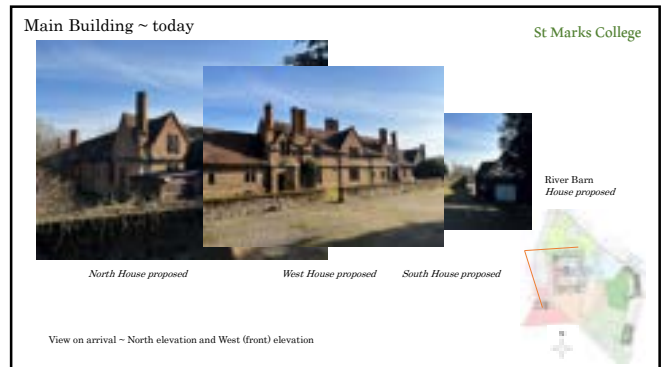 Main Building ~ today
St Marks College
River Barn
House proposed
North House proposed
West House proposed
South House proposed
View on arrival ~ North elevation and West (front) elevation